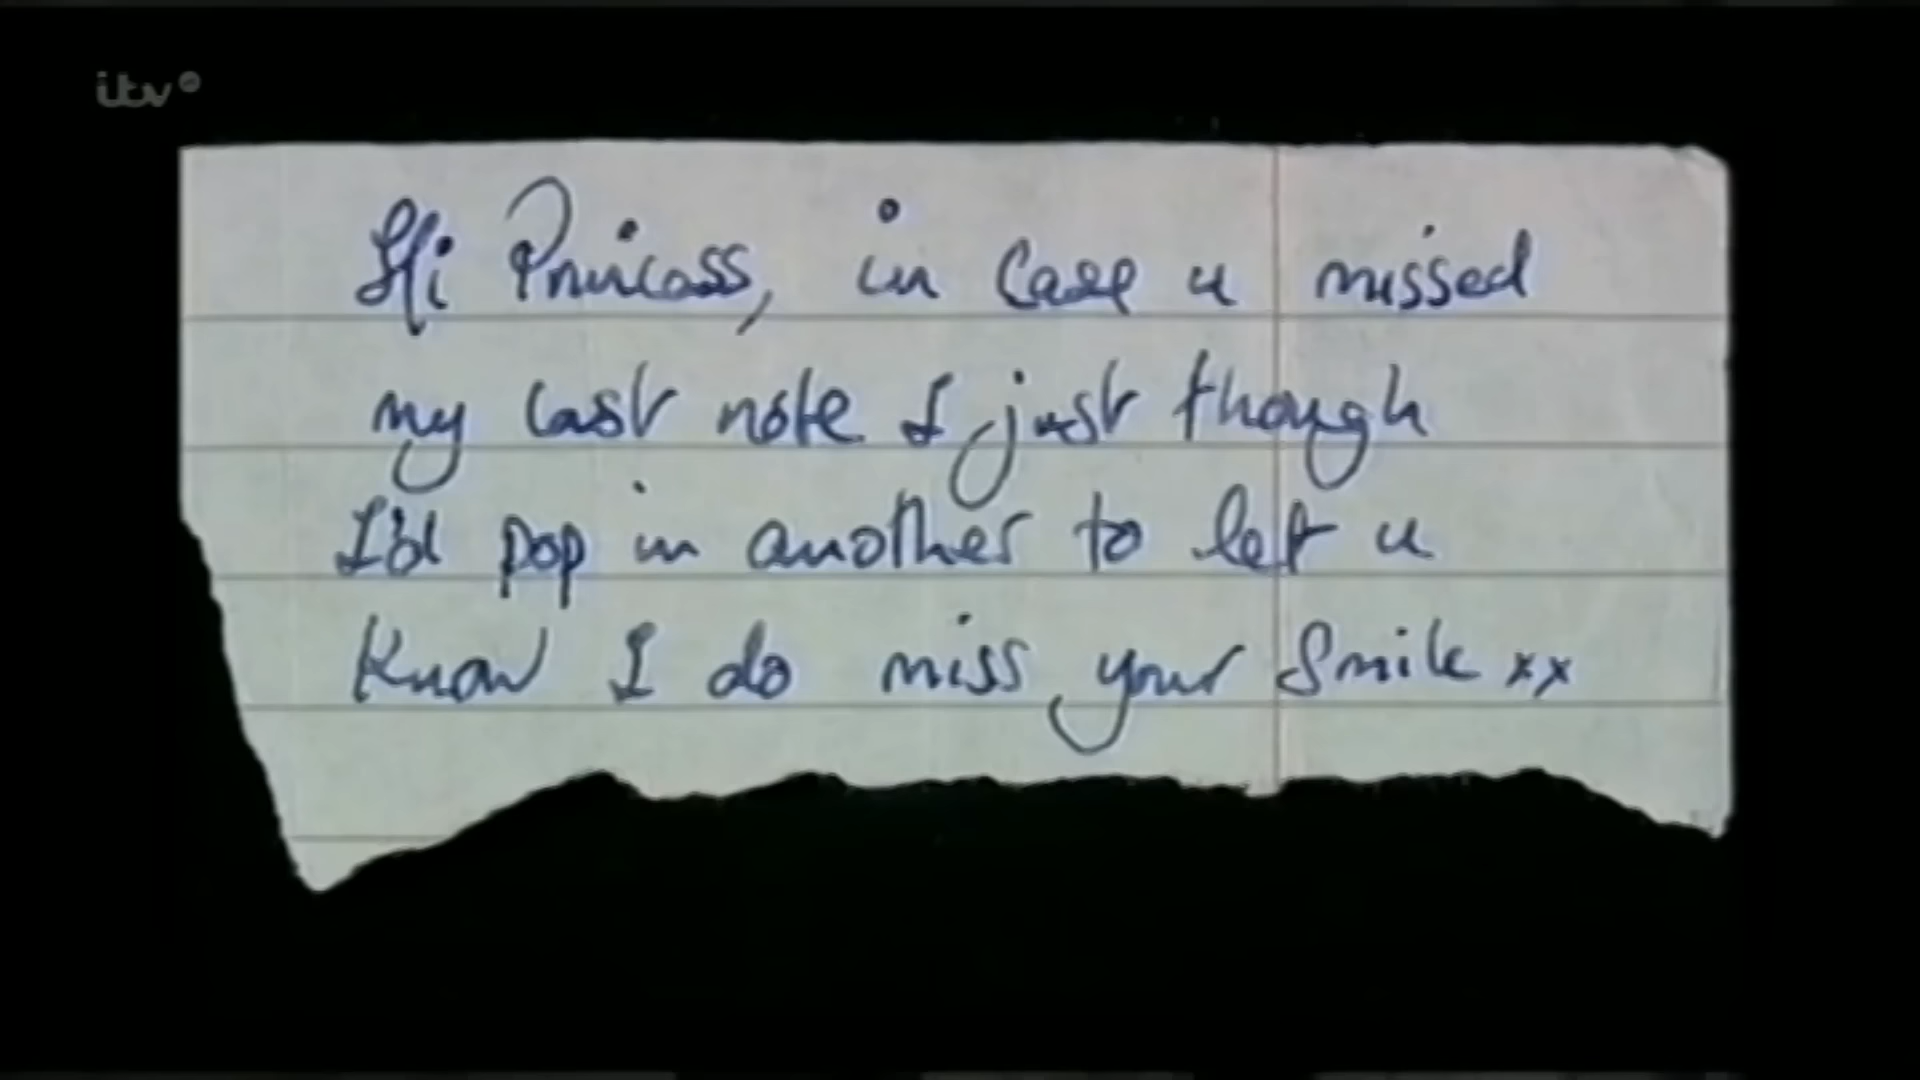 itv
Hi Princess, in Case u missed
my last note I just though
I'd pop in another to let u
Know I do miss your Smile xx